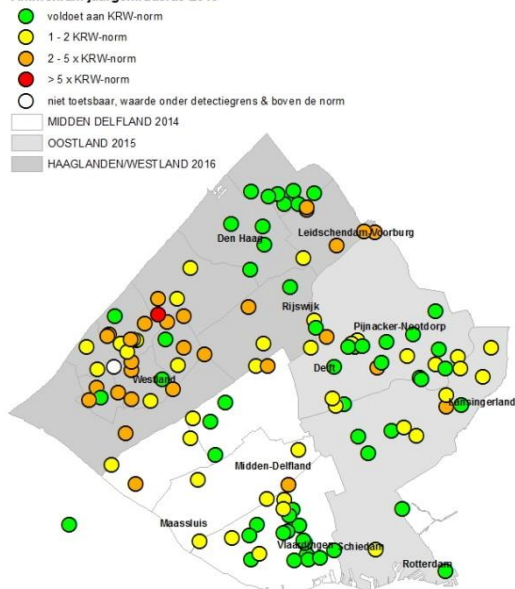 voldoet aan KRW-norm
1 - 2 KRW-norm
2 - 5 x KRW-norm
> 5 x KRW-norm
niet toetsbaar, waarde onder detectiegrens & boven de norm
MIDDEN DELFLAND 2014
OOSTLAND 2015
HAAGLANDEN/WESTLAND 2016
Den Haag
Leidschendam-Voorburg
Rijswijk
Pijnacker-Nootdorp
Delft
Westland
Lansingerland
Midden-Delfland
Maassluis
Vlaardingen
Schiedam
Rotterdam